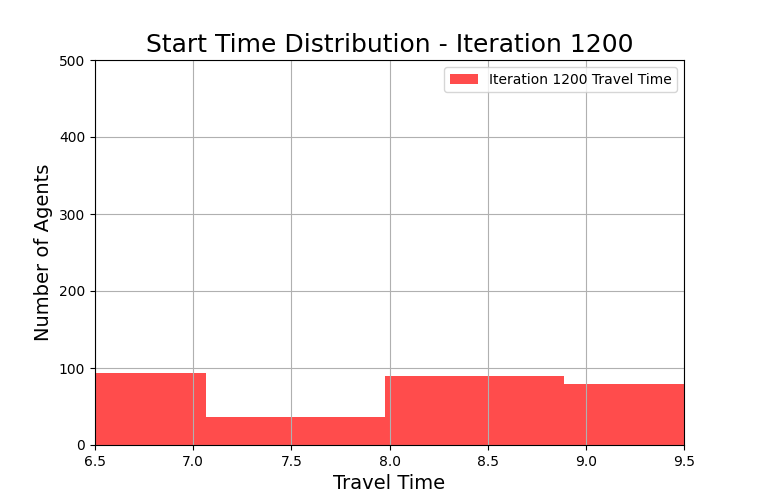 Start Time Distribution - Iteration 1200
500
Iteration 1200 Travel Time
400
300
200
100
0
Number of Agents
6.5 7.0 7.5 8.0 8.5 9.0 9.5
Travel Time